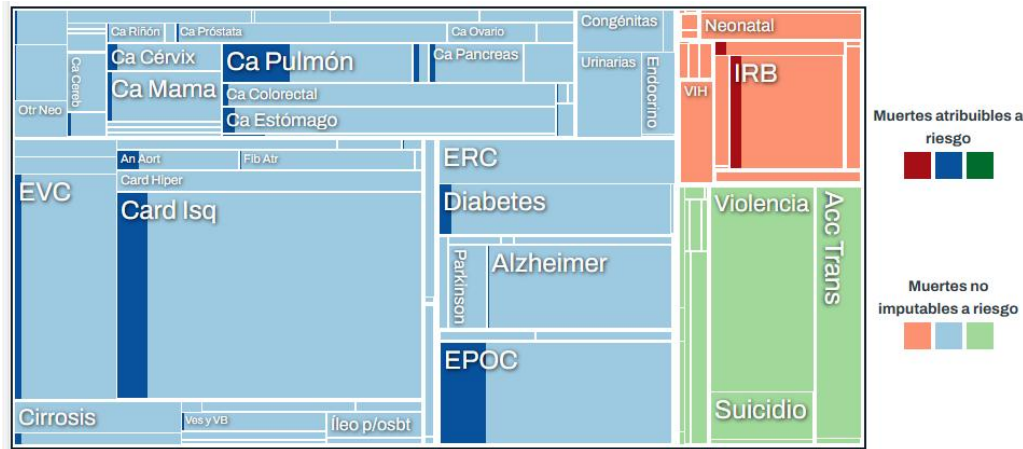 Ca Riñón
Ca Próstata
Ca Ovario
Congénitas
Neonatal
Ca Cérvix
Ca Pulmón
Ca Pancreas
Urinarias
Endocrino
IRB
Ca Cereb
Ca Mama
Ca Colorectal
VIH
Otr Neo
Ca Estómago
Muertes atribuibles a
riesgo
An Aort
Fib Atr
ERC
EVC
Card Hiper
Card Isq
Diabetes
Violencia
Acc Trans
Parkinson
Alzheimer
Muertes no
imputables a riesgo
EPOC
Cirrosis
Ves y VB
Íleo p/osbt
Suicidio